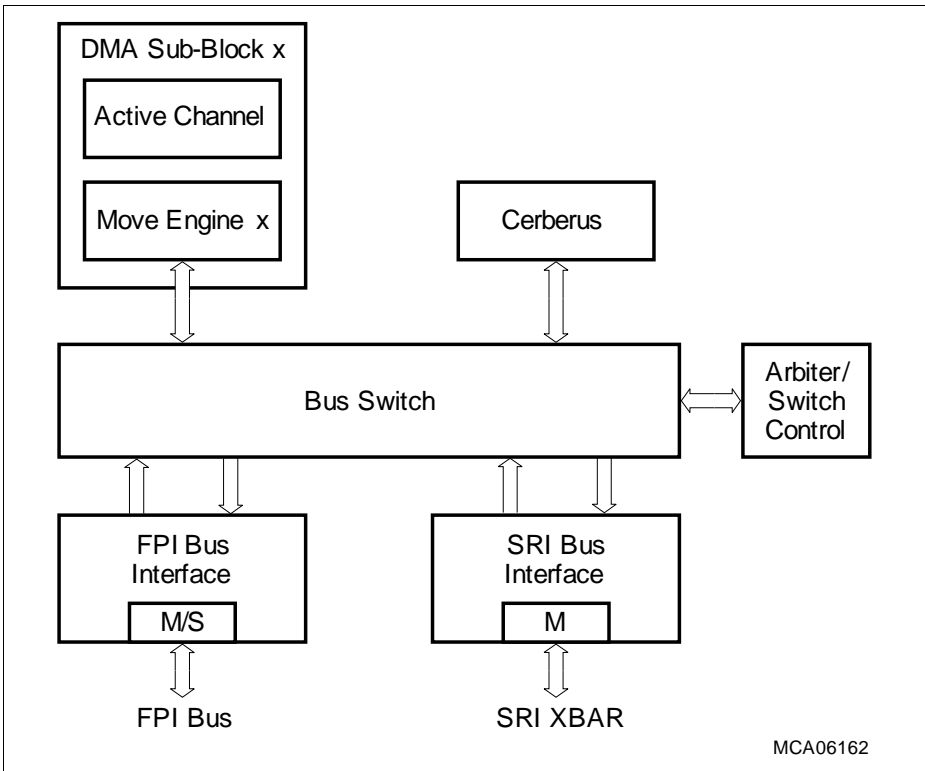 DMA Sub-Block x
Active Channel
Move Engine x
Cerberus
Bus Switch
Arbiter/
Switch
Control
FPI Bus
Interface
M/S
SRI Bus
Interface
M
FPI Bus
SRI XBAR
MCA06162